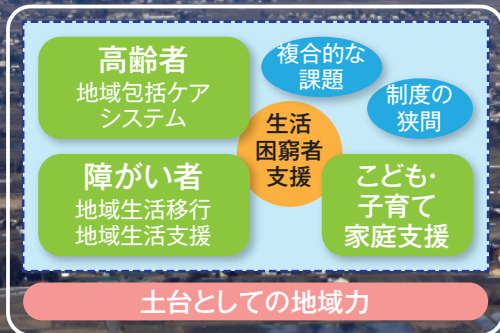 高齢者
地域包括ケア
システム
複合的な
課題
制度の
狭間
生活
困窮者
支援
障がい者
地域生活移行
地域生活支援
こども・
子育て
家庭支援
土台としての地域力